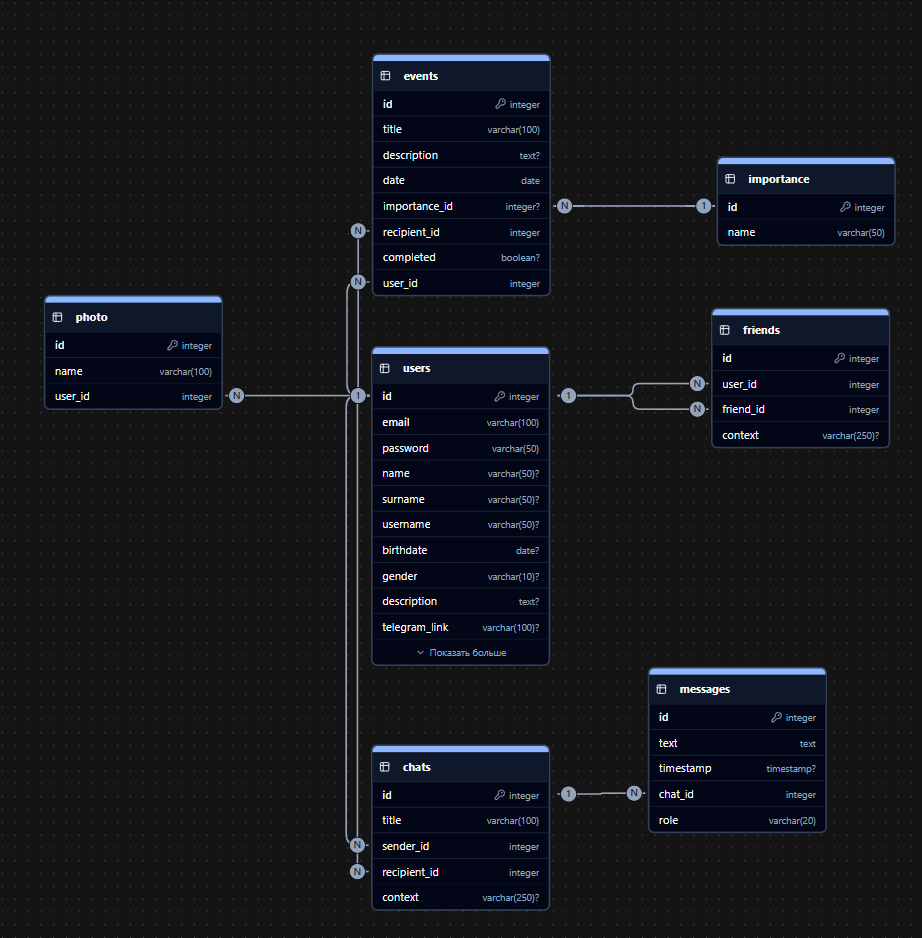 events
id integer
title varchar(100)
description text?
date date
importance_id integer?
recipient_id integer
completed boolean?
user_id integer
importance
id integer
name varchar(50)
photo
id integer
name varchar(100)
user_id integer
friends
id integer
user_id integer
friend_id integer
context varchar(250)?
users
id integer
email varchar(100)
password varchar(50)
name varchar(50)?
surname varchar(50)?
username varchar(50)?
birthdate date?
gender varchar(10)?
description text?
telegram_link varchar(100)?
Показать больше
messages
id integer
text text
timestamp timestamp?
chat_id integer
role varchar(20)
chats
id integer
title varchar(100)
sender_id integer
recipient_id integer
context varchar(250)?
N
1
N
N
N
1
1
N
N
1
N
N
N